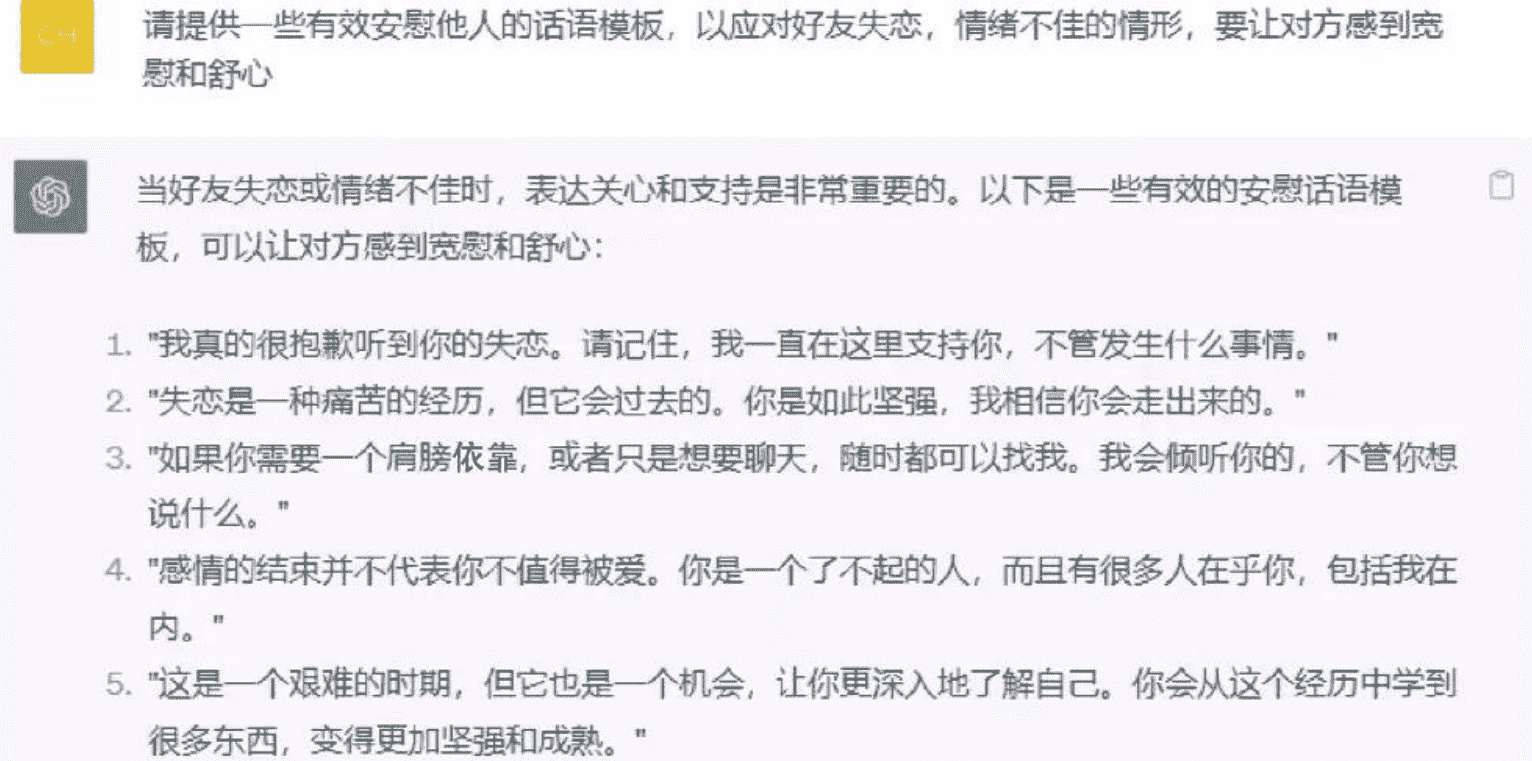 CH
请提供一些有效安慰他人的话语模板，以应对好友失恋，情绪不佳的情形，要让对方感到宽
慰和舒心
当好友失恋或情绪不佳时，表达关心和支持是非常重要的。以下是一些有效的安慰话语模
板，可以让对方感到宽慰和舒心：
1. "我真的很抱歉听到你的失恋。请记住，我一直在这里支持你，不管发生什么事情。"
2. "失恋是一种痛苦的经历，但它会过去的。你是如此坚强，我相信你会走出来的。"
3. "如果你需要一个肩膀依靠，或者只是想要聊天，随时都可以找我。我会倾听你的，不管你想
说什么。"
4. "感情的结束并不代表你不值得被爱。你是一个了不起的人，而且有很多人在乎你，包括我在
内。"
5. "这是一个艰难的时期，但它也是一个机会，让你更深入地了解自己。你会从这个经历中学到
很多东西，变得更加坚强和成熟。"